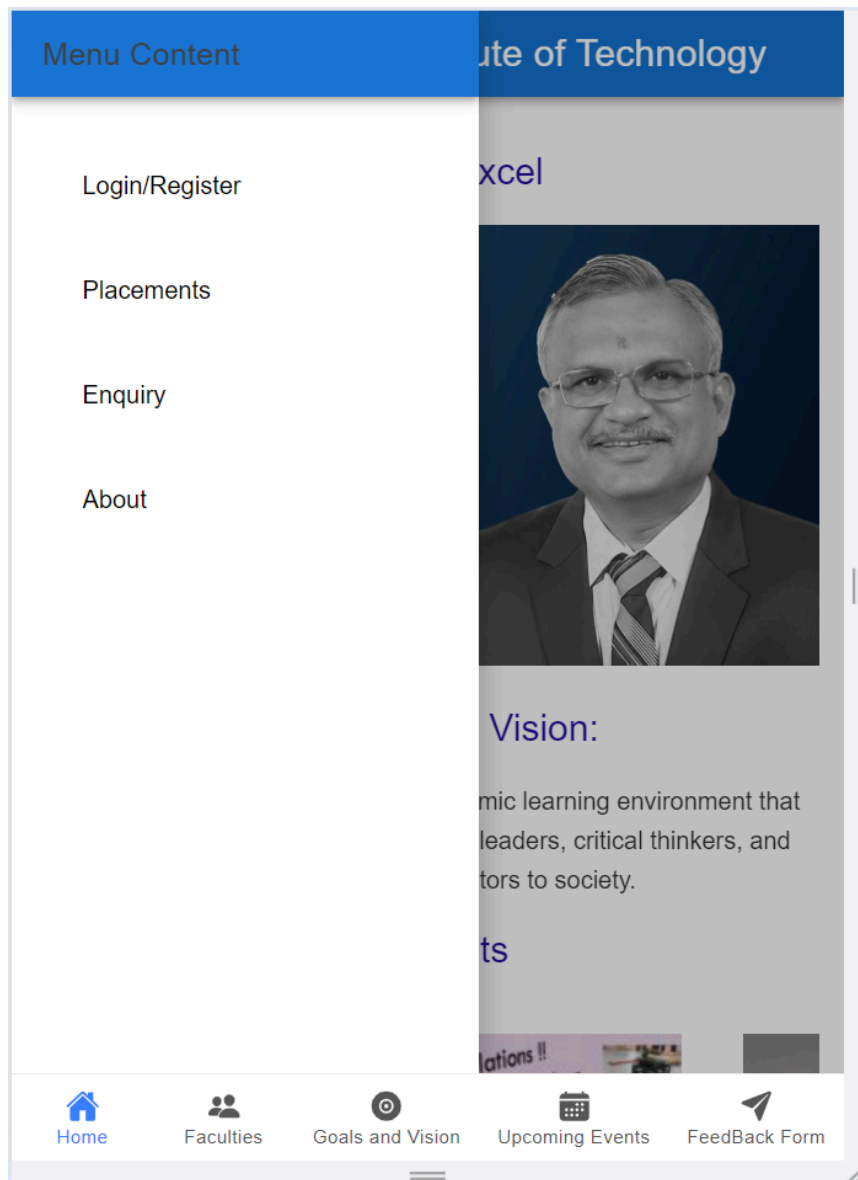 Menu Content
ute of Technology
xcel
Login/Register
Placements
Enquiry
About
Vision:
mic learning environment that
leaders, critical thinkers, and
tors to society.
ts
lations !!
Home
Faculties
Goals and Vision
Upcoming Events
FeedBack Form